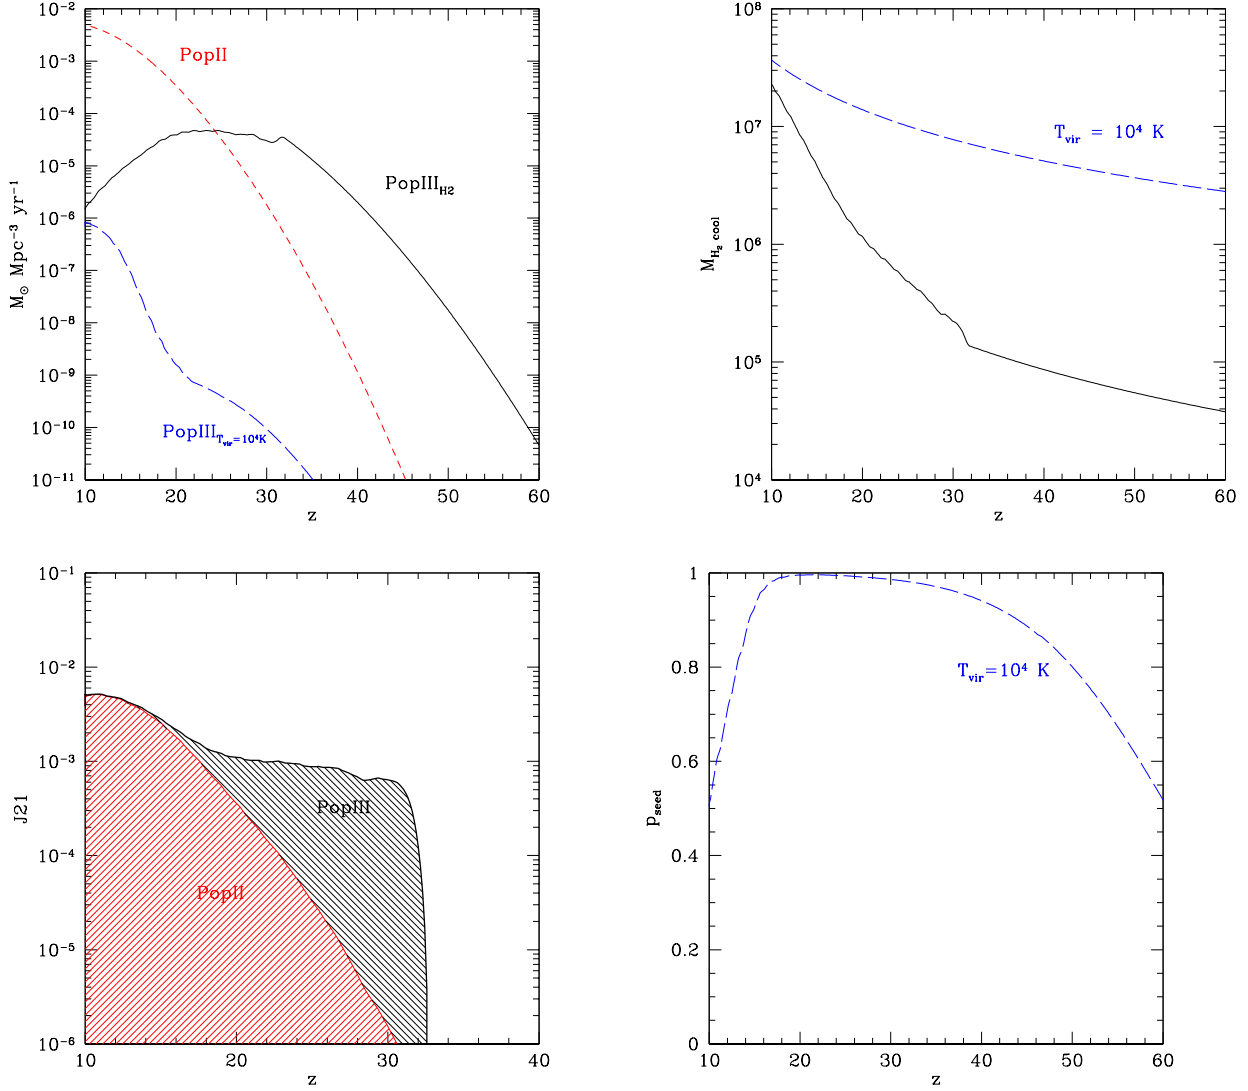 10⁻²
10⁻³
10⁻⁴
10⁻⁵
10⁻⁶
10⁻⁷
10⁻⁸
10⁻⁹
10⁻¹⁰
10⁻¹¹
M☉ Mpc⁻³ yr⁻¹
PopII
PopIII_H2
PopIII_Tvir=10⁴K
10 20 30 40 50 60
z
10⁸
10⁷
10⁶
10⁵
10⁴
M_H₂ cool
T_vir = 10⁴ K
10 20 30 40 50 60
z
10⁻¹
10⁻²
10⁻³
10⁻⁴
10⁻⁵
10⁻⁶
J21
PopIII
PopII
10 20 30 40
z
1
0.8
0.6
0.4
0.2
0
p_seed
T_vir=10⁴ K
10 20 30 40 50 60
z